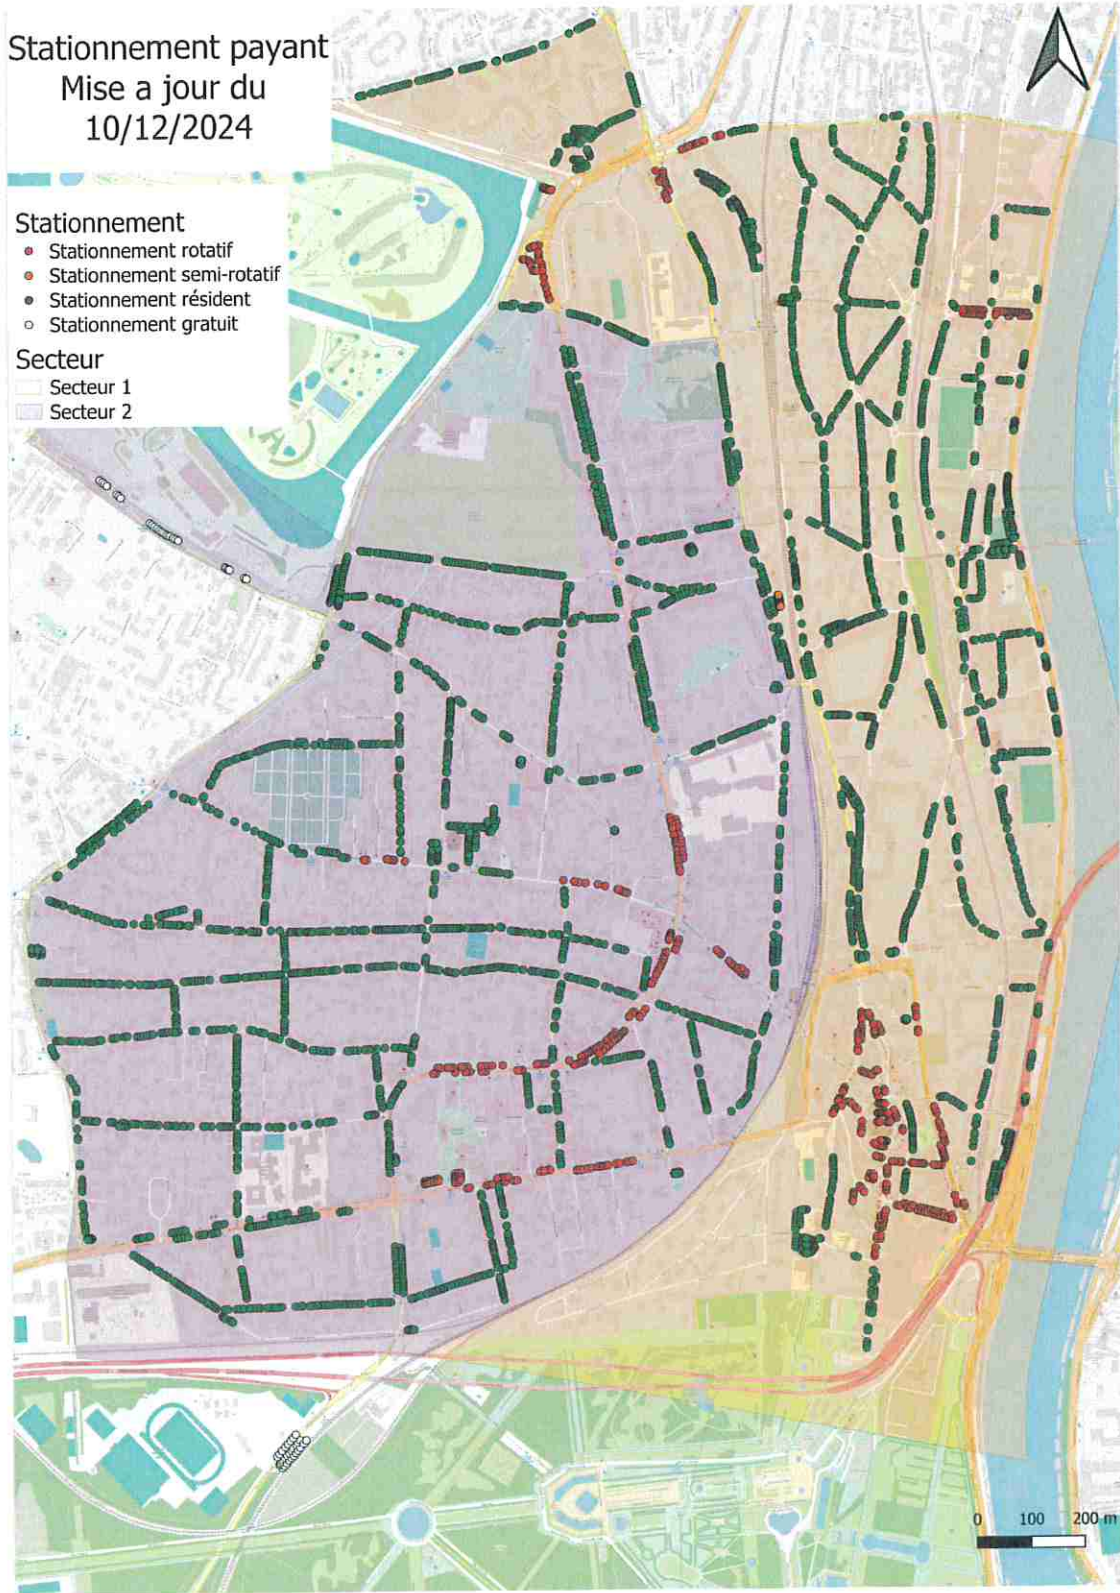 Stationnement payant
Mise a jour du
10/12/2024
Stationnement
Stationnement rotatif
Stationnement semi-rotatif
Stationnement résident
Stationnement gratuit
Secteur
Secteur 1
Secteur 2
0 100 200 m